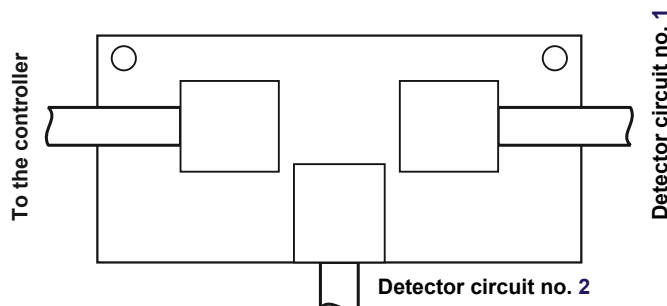 To the controller
Detector circuit no. 1
Detector circuit no. 2